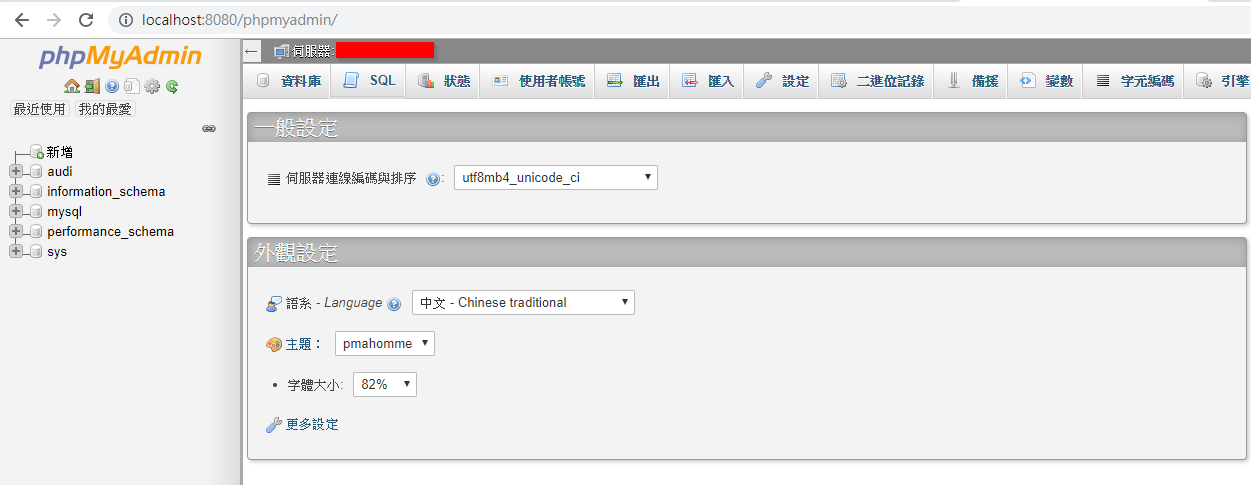 localhost:8080/phpmyadmin/
phpMyAdmin
最近使用 我的最愛
新增
audi
information_schema
mysql
performance_schema
sys
伺服器:
資料庫 SQL 狀態 使用者帳號 匯出 匯入 設定 二進位記錄 備援 變數 字元編碼 引擎
一般設定
伺服器連線編碼與排序 : utf8mb4_unicode_ci
外觀設定
語系 - Language 中文 - Chinese traditional
主題： pmahomme
字體大小: 82%
更多設定